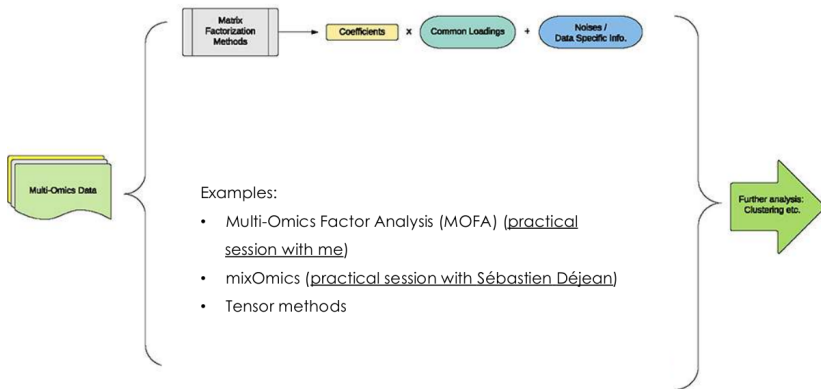 Matrix
Factorization
Methods
Coefficients
x
Common Loadings
+
Noises /
Data Specific Info.
Multi-Omics Data
Examples:
• Multi-Omics Factor Analysis (MOFA) (practical
session with me)
• mixOmics (practical session with Sébastien Déjean)
• Tensor methods
Further analysis:
Clustering etc.